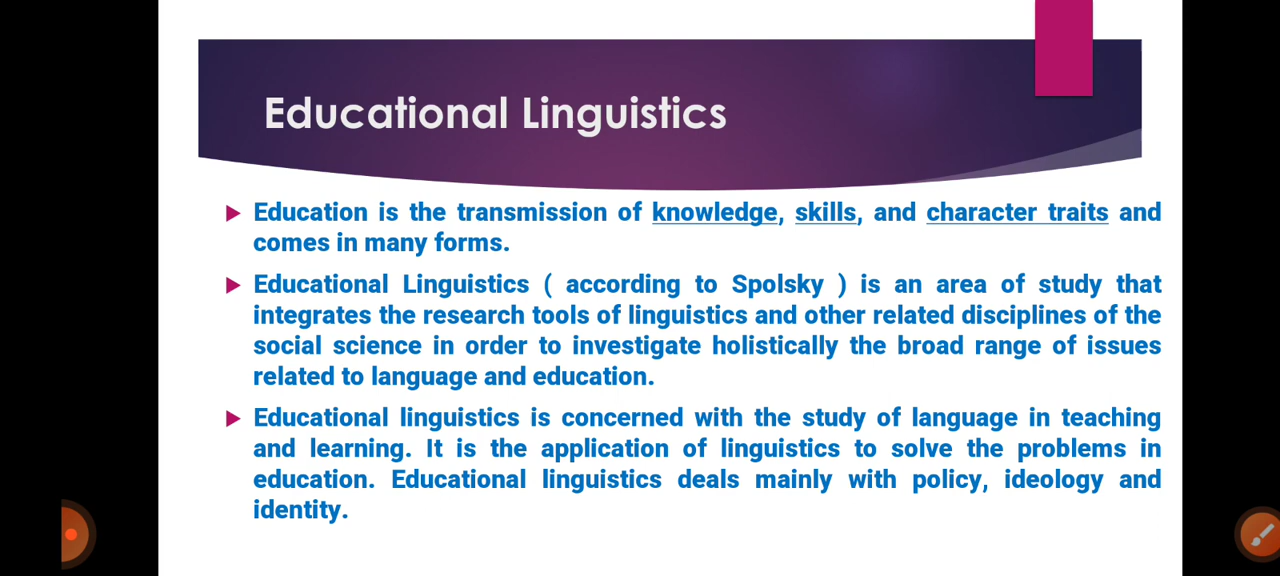 Educational Linguistics
Education is the transmission of knowledge, skills, and character traits and
comes in many forms.
Educational Linguistics ( according to Spolsky ) is an area of study that
integrates the research tools of linguistics and other related disciplines of the
social science in order to investigate holistically the broad range of issues
related to language and education.
Educational linguistics is concerned with the study of language in teaching
and learning. It is the application of linguistics to solve the problems in
education. Educational linguistics deals mainly with policy, ideology and
identity.